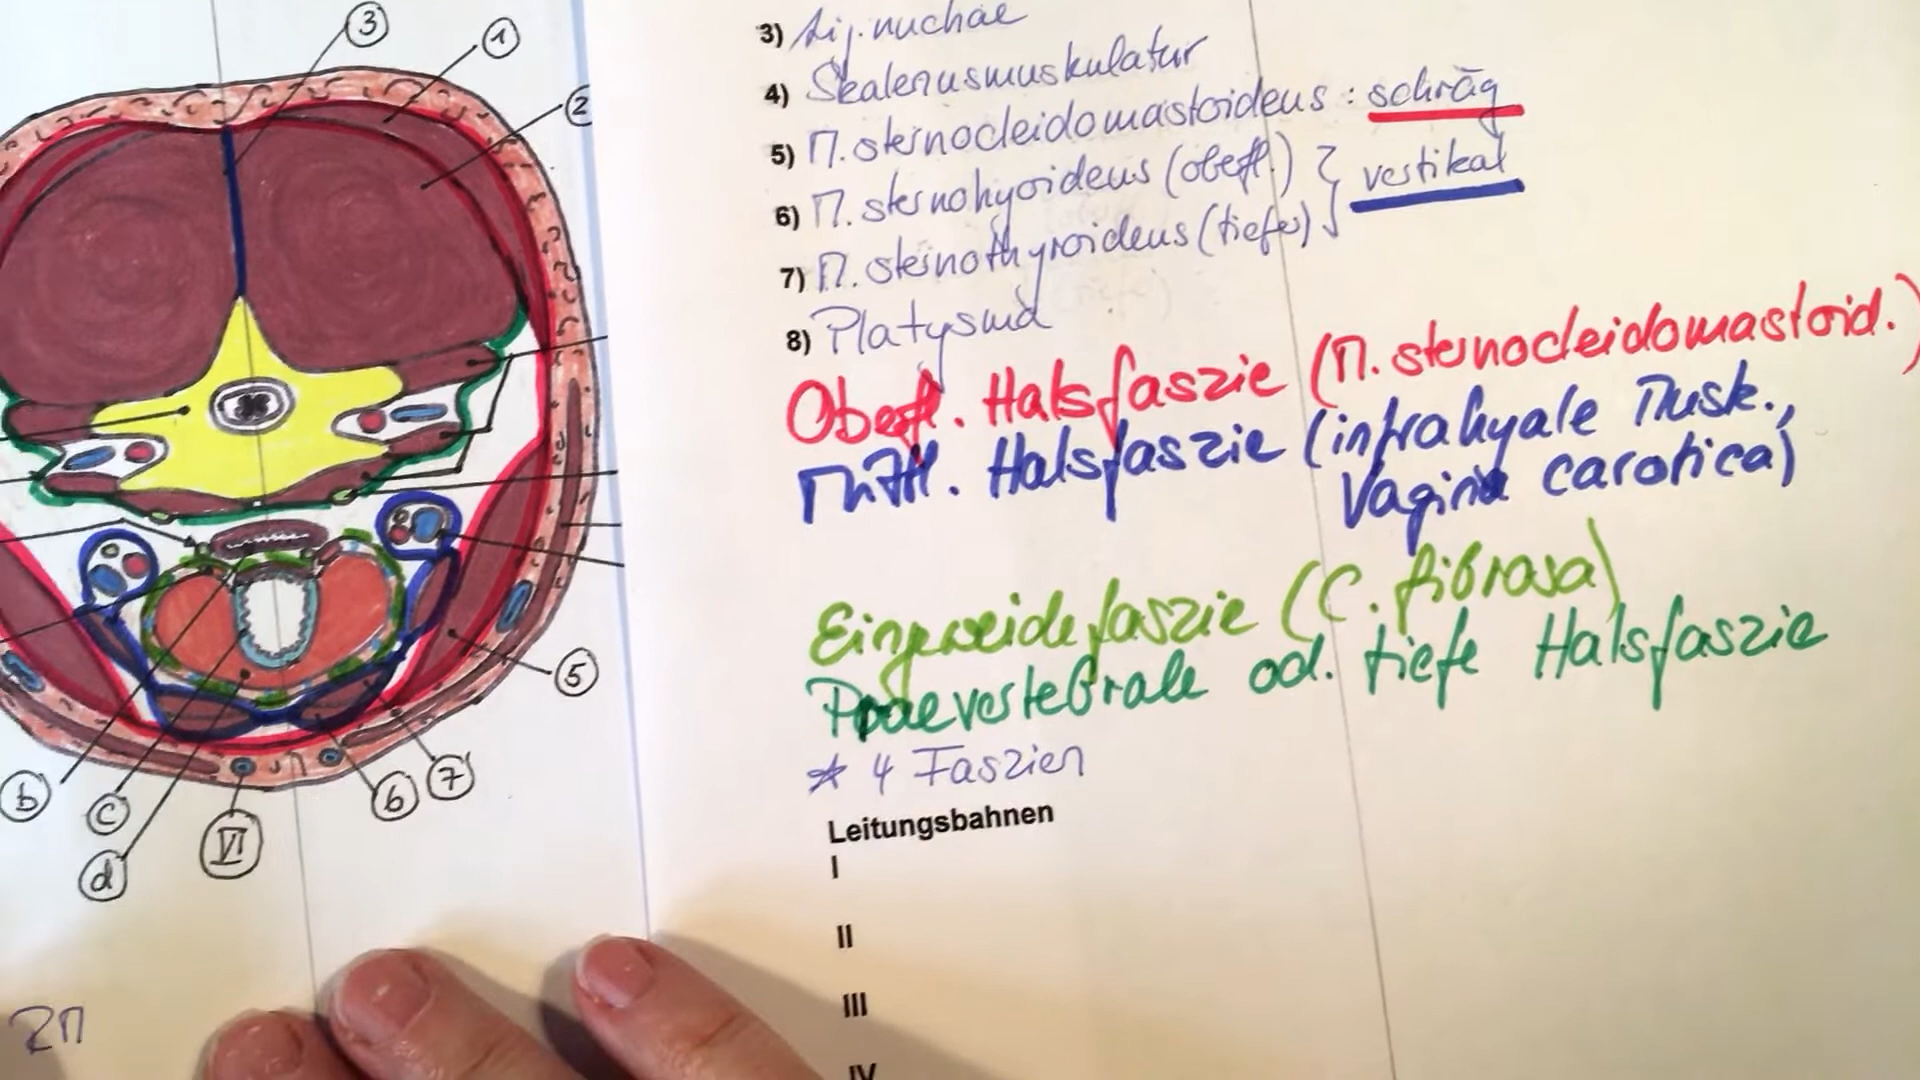 3
1
2
3) Lig. nuchae
4) Skalenusmuskulatur
5) M. sternocleidomastoideus : schräg
6) M. sternohyoideus (oberfl.)
7) M. sternothyroideus (tiefer)
vertikal
8) Platysma
Oberfl. Halsfaszie (M. sternocleidomastoid.)
Mittl. Halsfaszie (infrahyale Musk.,
Vagina carotica)
Eingeweidefaszie (C. fibrosa)
Praevertebrale od. tiefe Halsfaszie
* 4 Faszien
Leitungsbahnen
I
II
III
IV
5
b
c
d
VI
6
7